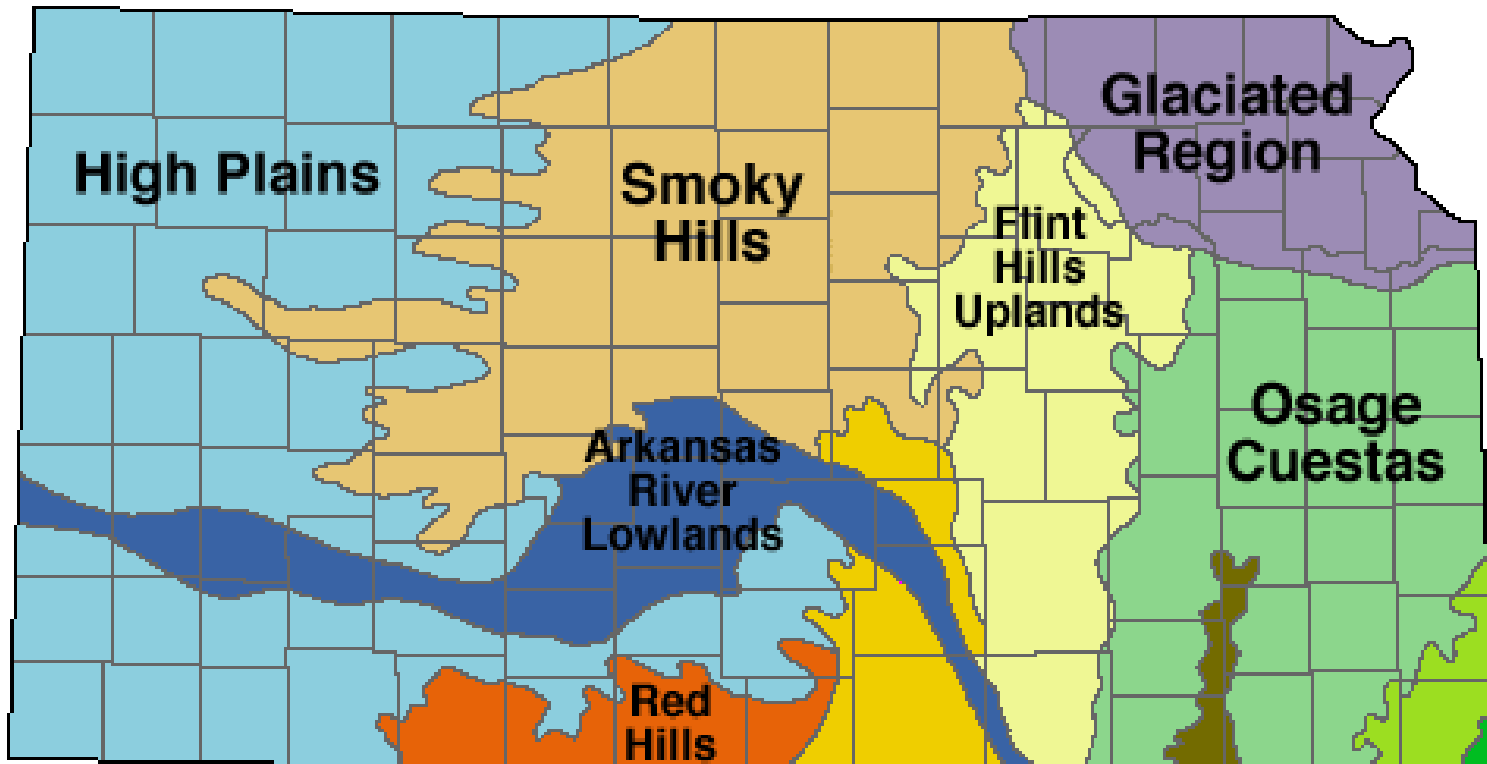 Glaciated
Region
High Plains
Smoky
Hills
Flint
Hills
Uplands
Osage
Cuestas
Arkansas
River
Lowlands
Red
Hills